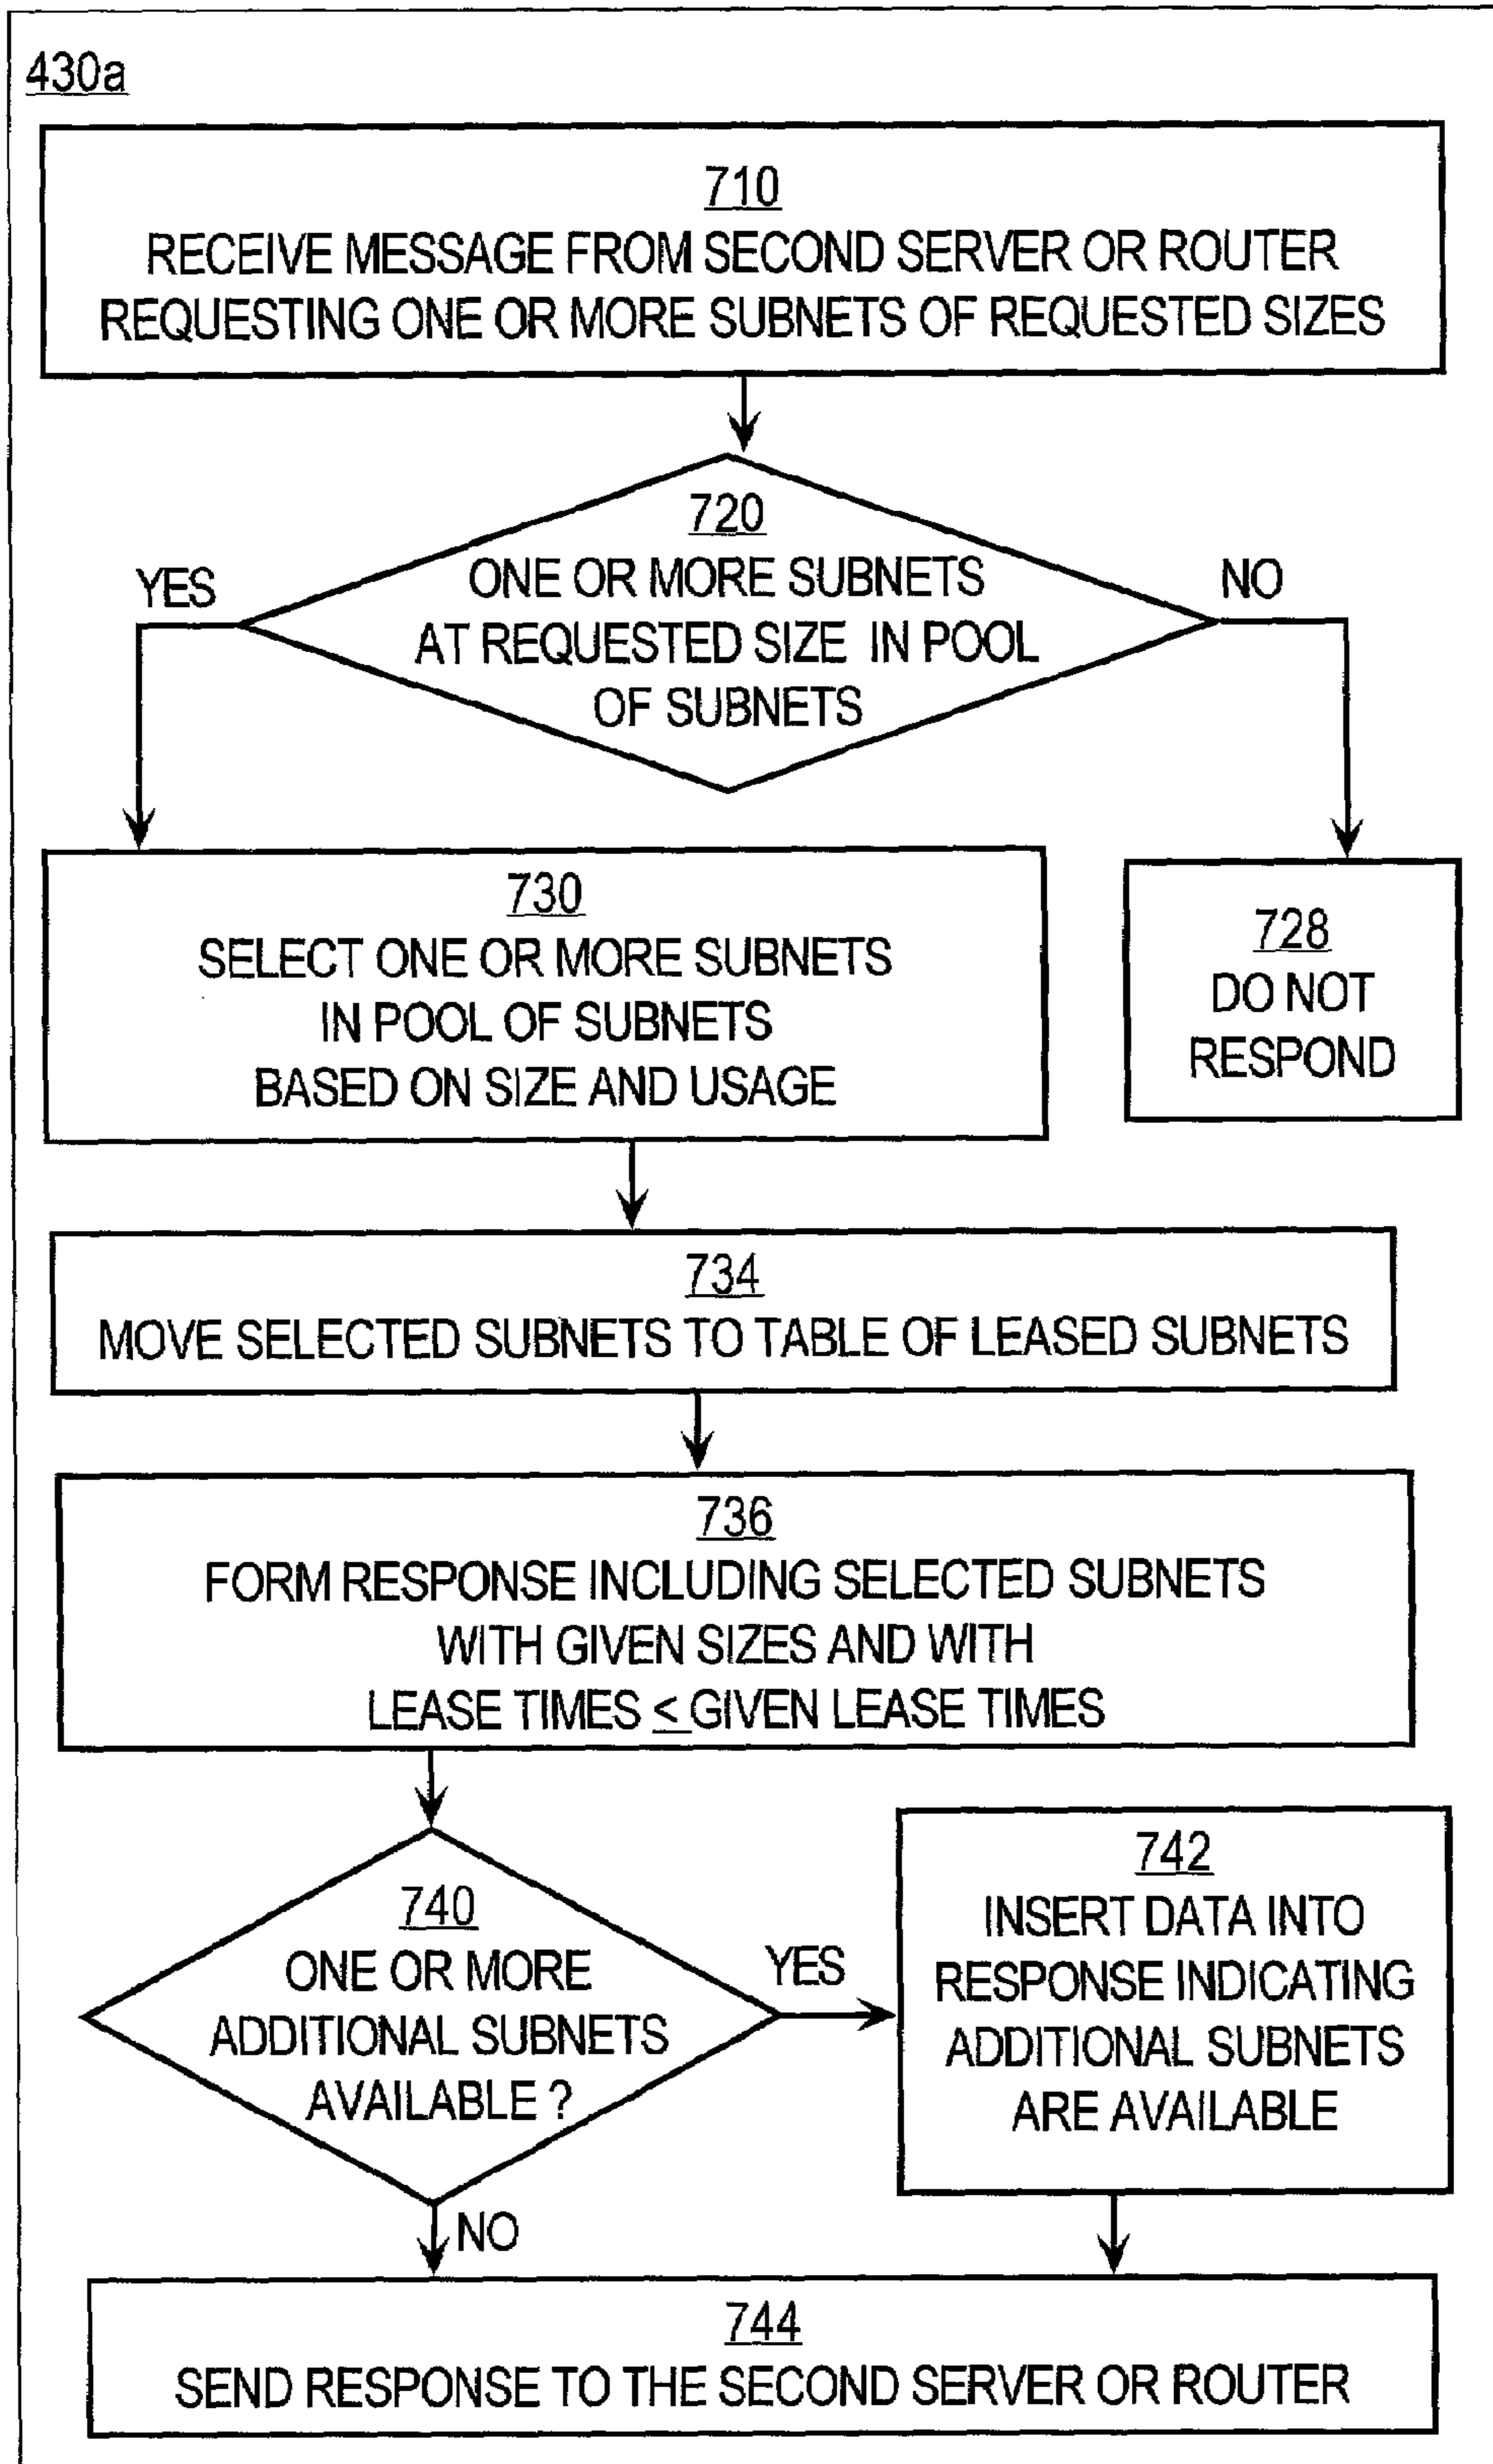 430a
710
RECEIVE MESSAGE FROM SECOND SERVER OR ROUTER
REQUESTING ONE OR MORE SUBNETS OF REQUESTED SIZES
720
ONE OR MORE SUBNETS
AT REQUESTED SIZE IN POOL
OF SUBNETS
YES
NO
730
SELECT ONE OR MORE SUBNETS
IN POOL OF SUBNETS
BASED ON SIZE AND USAGE
728
DO NOT
RESPOND
734
MOVE SELECTED SUBNETS TO TABLE OF LEASED SUBNETS
736
FORM RESPONSE INCLUDING SELECTED SUBNETS
WITH GIVEN SIZES AND WITH
LEASE TIMES ≤ GIVEN LEASE TIMES
740
ONE OR MORE
ADDITIONAL SUBNETS
AVAILABLE ?
YES
NO
742
INSERT DATA INTO
RESPONSE INDICATING
ADDITIONAL SUBNETS
ARE AVAILABLE
744
SEND RESPONSE TO THE SECOND SERVER OR ROUTER